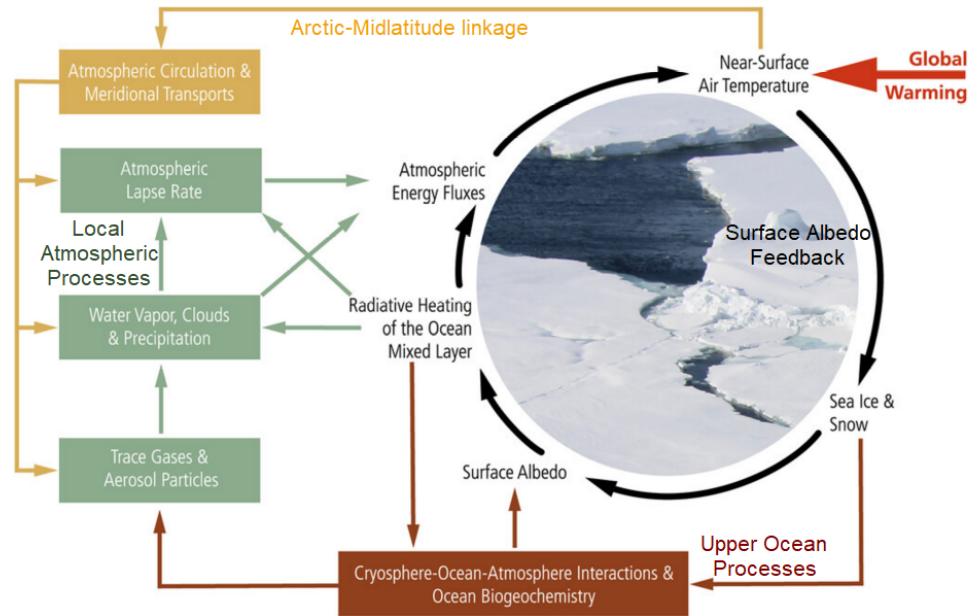 Arctic-Midlatitude linkage
Atmospheric Circulation &
Meridional Transports
Near-Surface
Air Temperature
Global
Warming
Atmospheric
Lapse Rate
Atmospheric
Energy Fluxes
Local
Atmospheric
Processes
Surface Albedo
Feedback
Water Vapor, Clouds
& Precipitation
Radiative Heating
of the Ocean
Mixed Layer
Sea Ice &
Snow
Trace Gases &
Aerosol Particles
Surface Albedo
Upper Ocean
Processes
Cryosphere-Ocean-Atmosphere Interactions &
Ocean Biogeochemistry